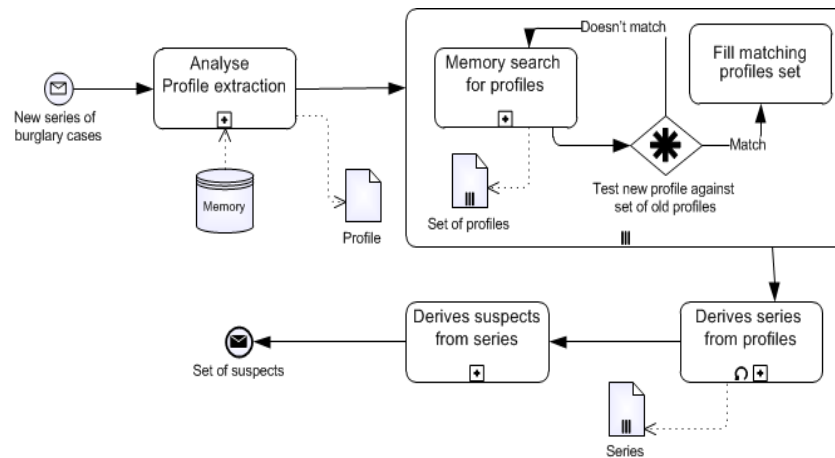 Analyse
Profile extraction
New series of
burglary cases
Memory
Profile
Doesn't match
Memory search
for profiles
Fill matching
profiles set
Match
Test new profile against
set of old profiles
Set of profiles
Derives suspects
from series
Derives series
from profiles
Set of suspects
Series